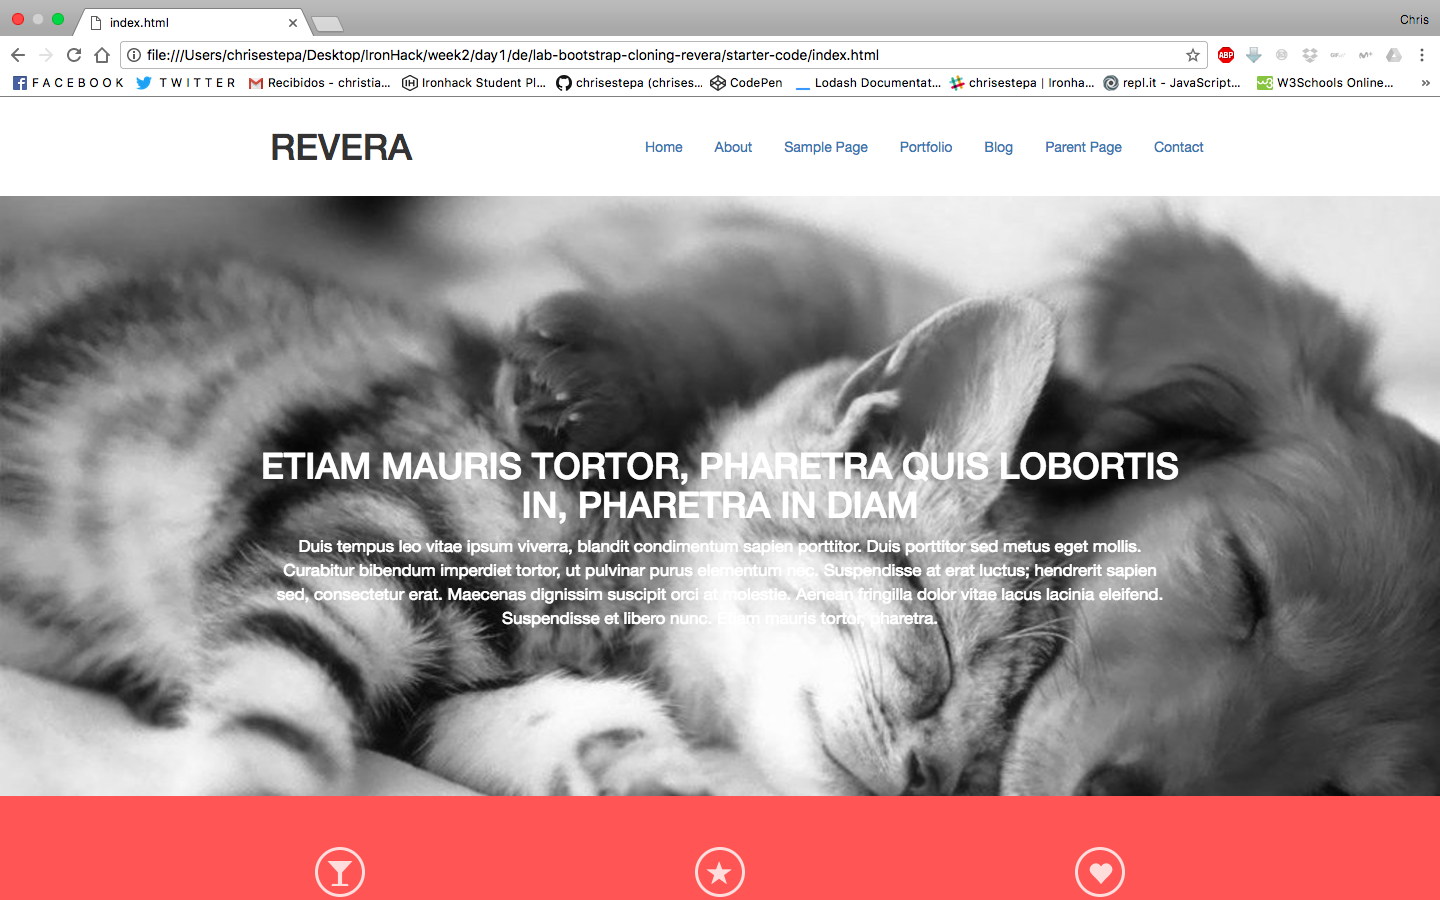 index.html
Chris
file:///Users/chrisestepa/Desktop/IronHack/week2/day1/de/lab-bootstrap-cloning-revera/starter-code/index.html
ABP
F A C E B O O K T W I T T E R Recibidos - christia... Ironhack Student Pl... chrisestepa (chrises... CodePen Lodash Documentat... chrisestepa | Ironha... repl.it - JavaScript... W3Schools Online... »
REVERA
Home About Sample Page Portfolio Blog Parent Page Contact
ETIAM MAURIS TORTOR, PHARETRA QUIS LOBORTIS
IN, PHARETRA IN DIAM
Duis tempus leo vitae ipsum viverra, blandit condimentum sapien porttitor. Duis porttitor sed metus eget mollis.
Curabitur bibendum imperdiet tortor, ut pulvinar purus elementum nec. Suspendisse at erat luctus; hendrerit sapien
sed, consectetur erat. Maecenas dignissim suscipit orci at molestie. Aenean fringilla dolor vitae lacus lacinia eleifend.
Suspendisse et libero nunc. Etiam mauris tortor, pharetra.